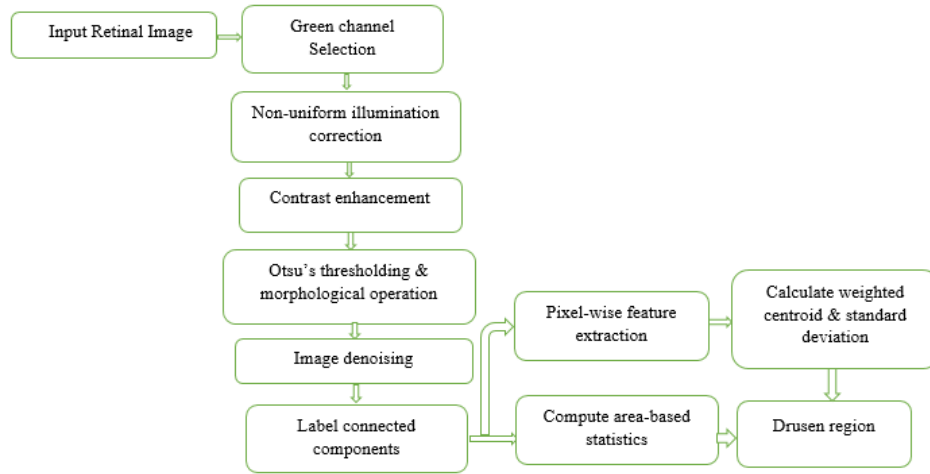 Input Retinal Image
Green channel
Selection
Non-uniform illumination
correction
Contrast enhancement
Otsu’s thresholding &
morphological operation
Image denoising
Label connected
components
Pixel-wise feature
extraction
Calculate weighted
centroid & standard
deviation
Compute area-based
statistics
Drusen region